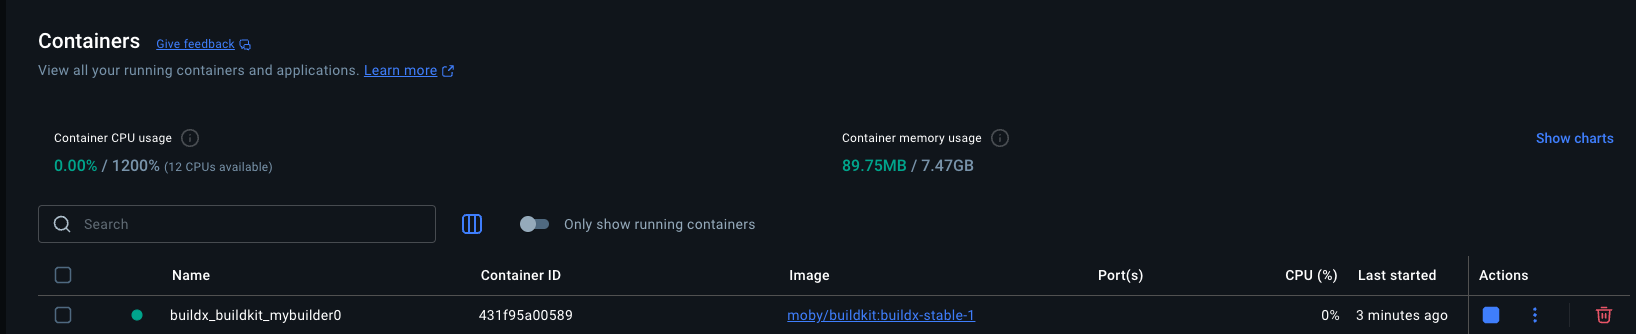 Containers Give feedback
View all your running containers and applications. Learn more
Container CPU usage Container memory usage Show charts
0.00% / 1200% (12 CPUs available) 89.75MB / 7.47GB
Search Only show running containers
Name Container ID Image Port(s) CPU (%) Last started Actions
buildx_buildkit_mybuilder0 431f95a00589 moby/buildkit:buildx-stable-1 0% 3 minutes ago